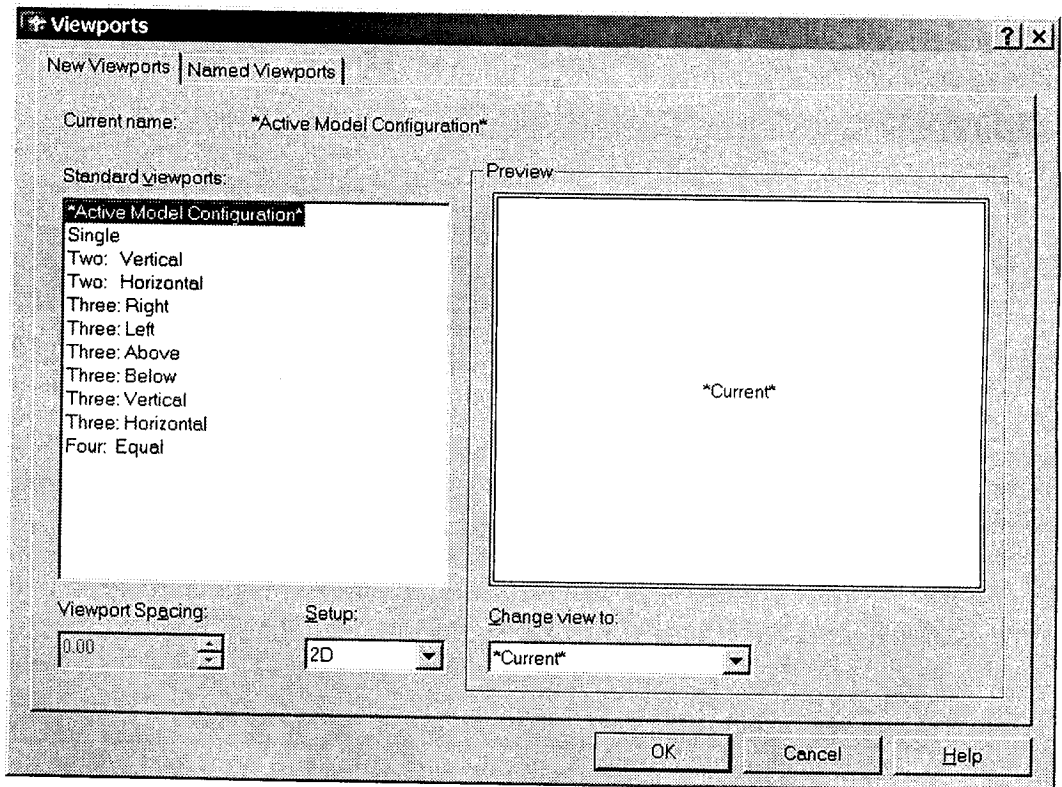 Viewports
? ×
New Viewports Named Viewports
Current name: *Active Model Configuration*
Standard viewports:
*Active Model Configuration*
Single
Two: Vertical
Two: Horizontal
Three: Right
Three: Left
Three: Above
Three: Below
Three: Vertical
Three: Horizontal
Four: Equal
Preview
*Current*
Viewport Spacing:
0.00
Setup:
2D
Change view to:
*Current*
OK Cancel Help